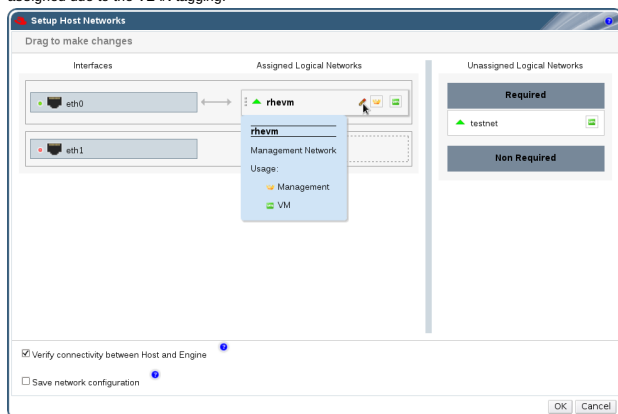 assigned due to the VLAN tagging.
Setup Host Networks
Drag to make changes
Interfaces
Assigned Logical Networks
Unassigned Logical Networks
eth0
rhevm
Required
testnet
eth1
rhevm
Management Network
Usage:
Management
VM
Non Required
Verify connectivity between Host and Engine
Save network configuration
OK
Cancel